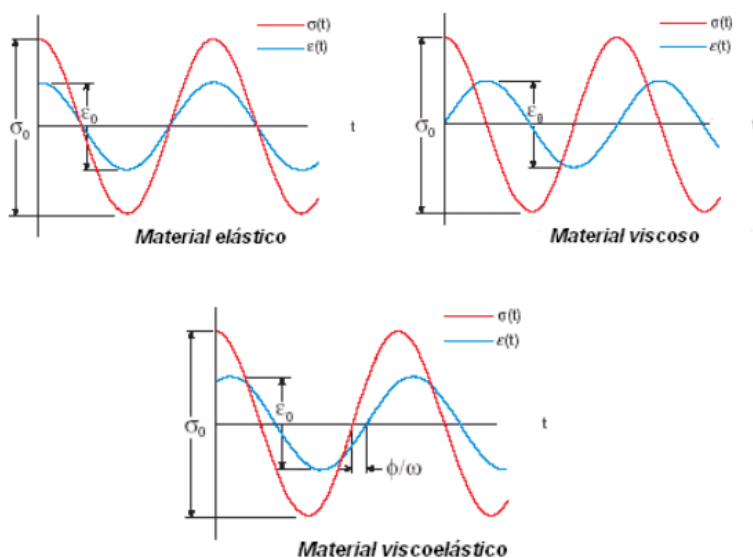 σ(t)
ε(t)
ε₀
σ₀
t
Material elástico
σ(t)
ε(t)
ε₀
σ₀
t
Material viscoso
σ(t)
ε(t)
ε₀
σ₀
t
ϕ/ω
Material viscoelástico